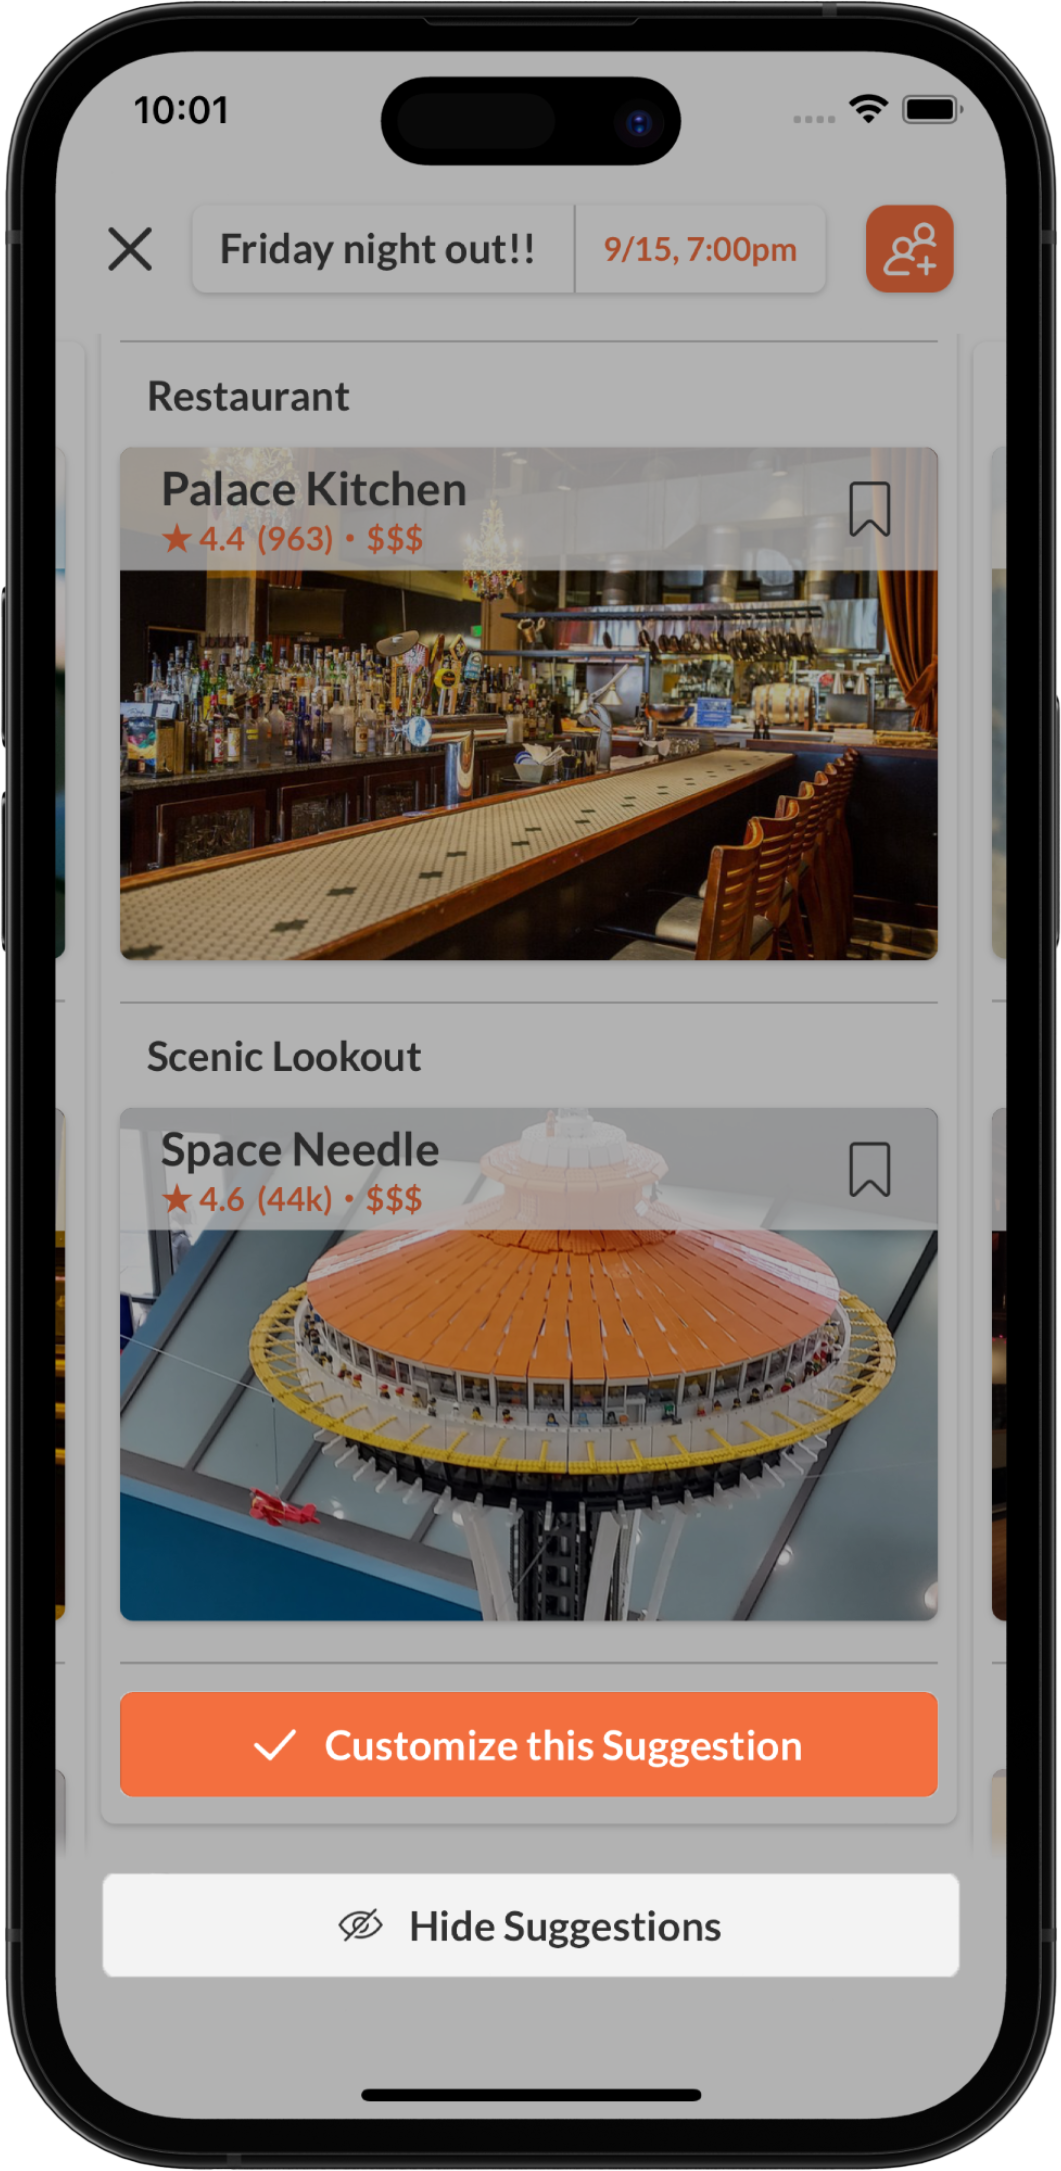 10:01
Friday night out!!
9/15, 7:00pm
Restaurant
Palace Kitchen
★ 4.4 (963) • $$$
Scenic Lookout
Space Needle
★ 4.6 (44k) • $$$
Customize this Suggestion
Hide Suggestions